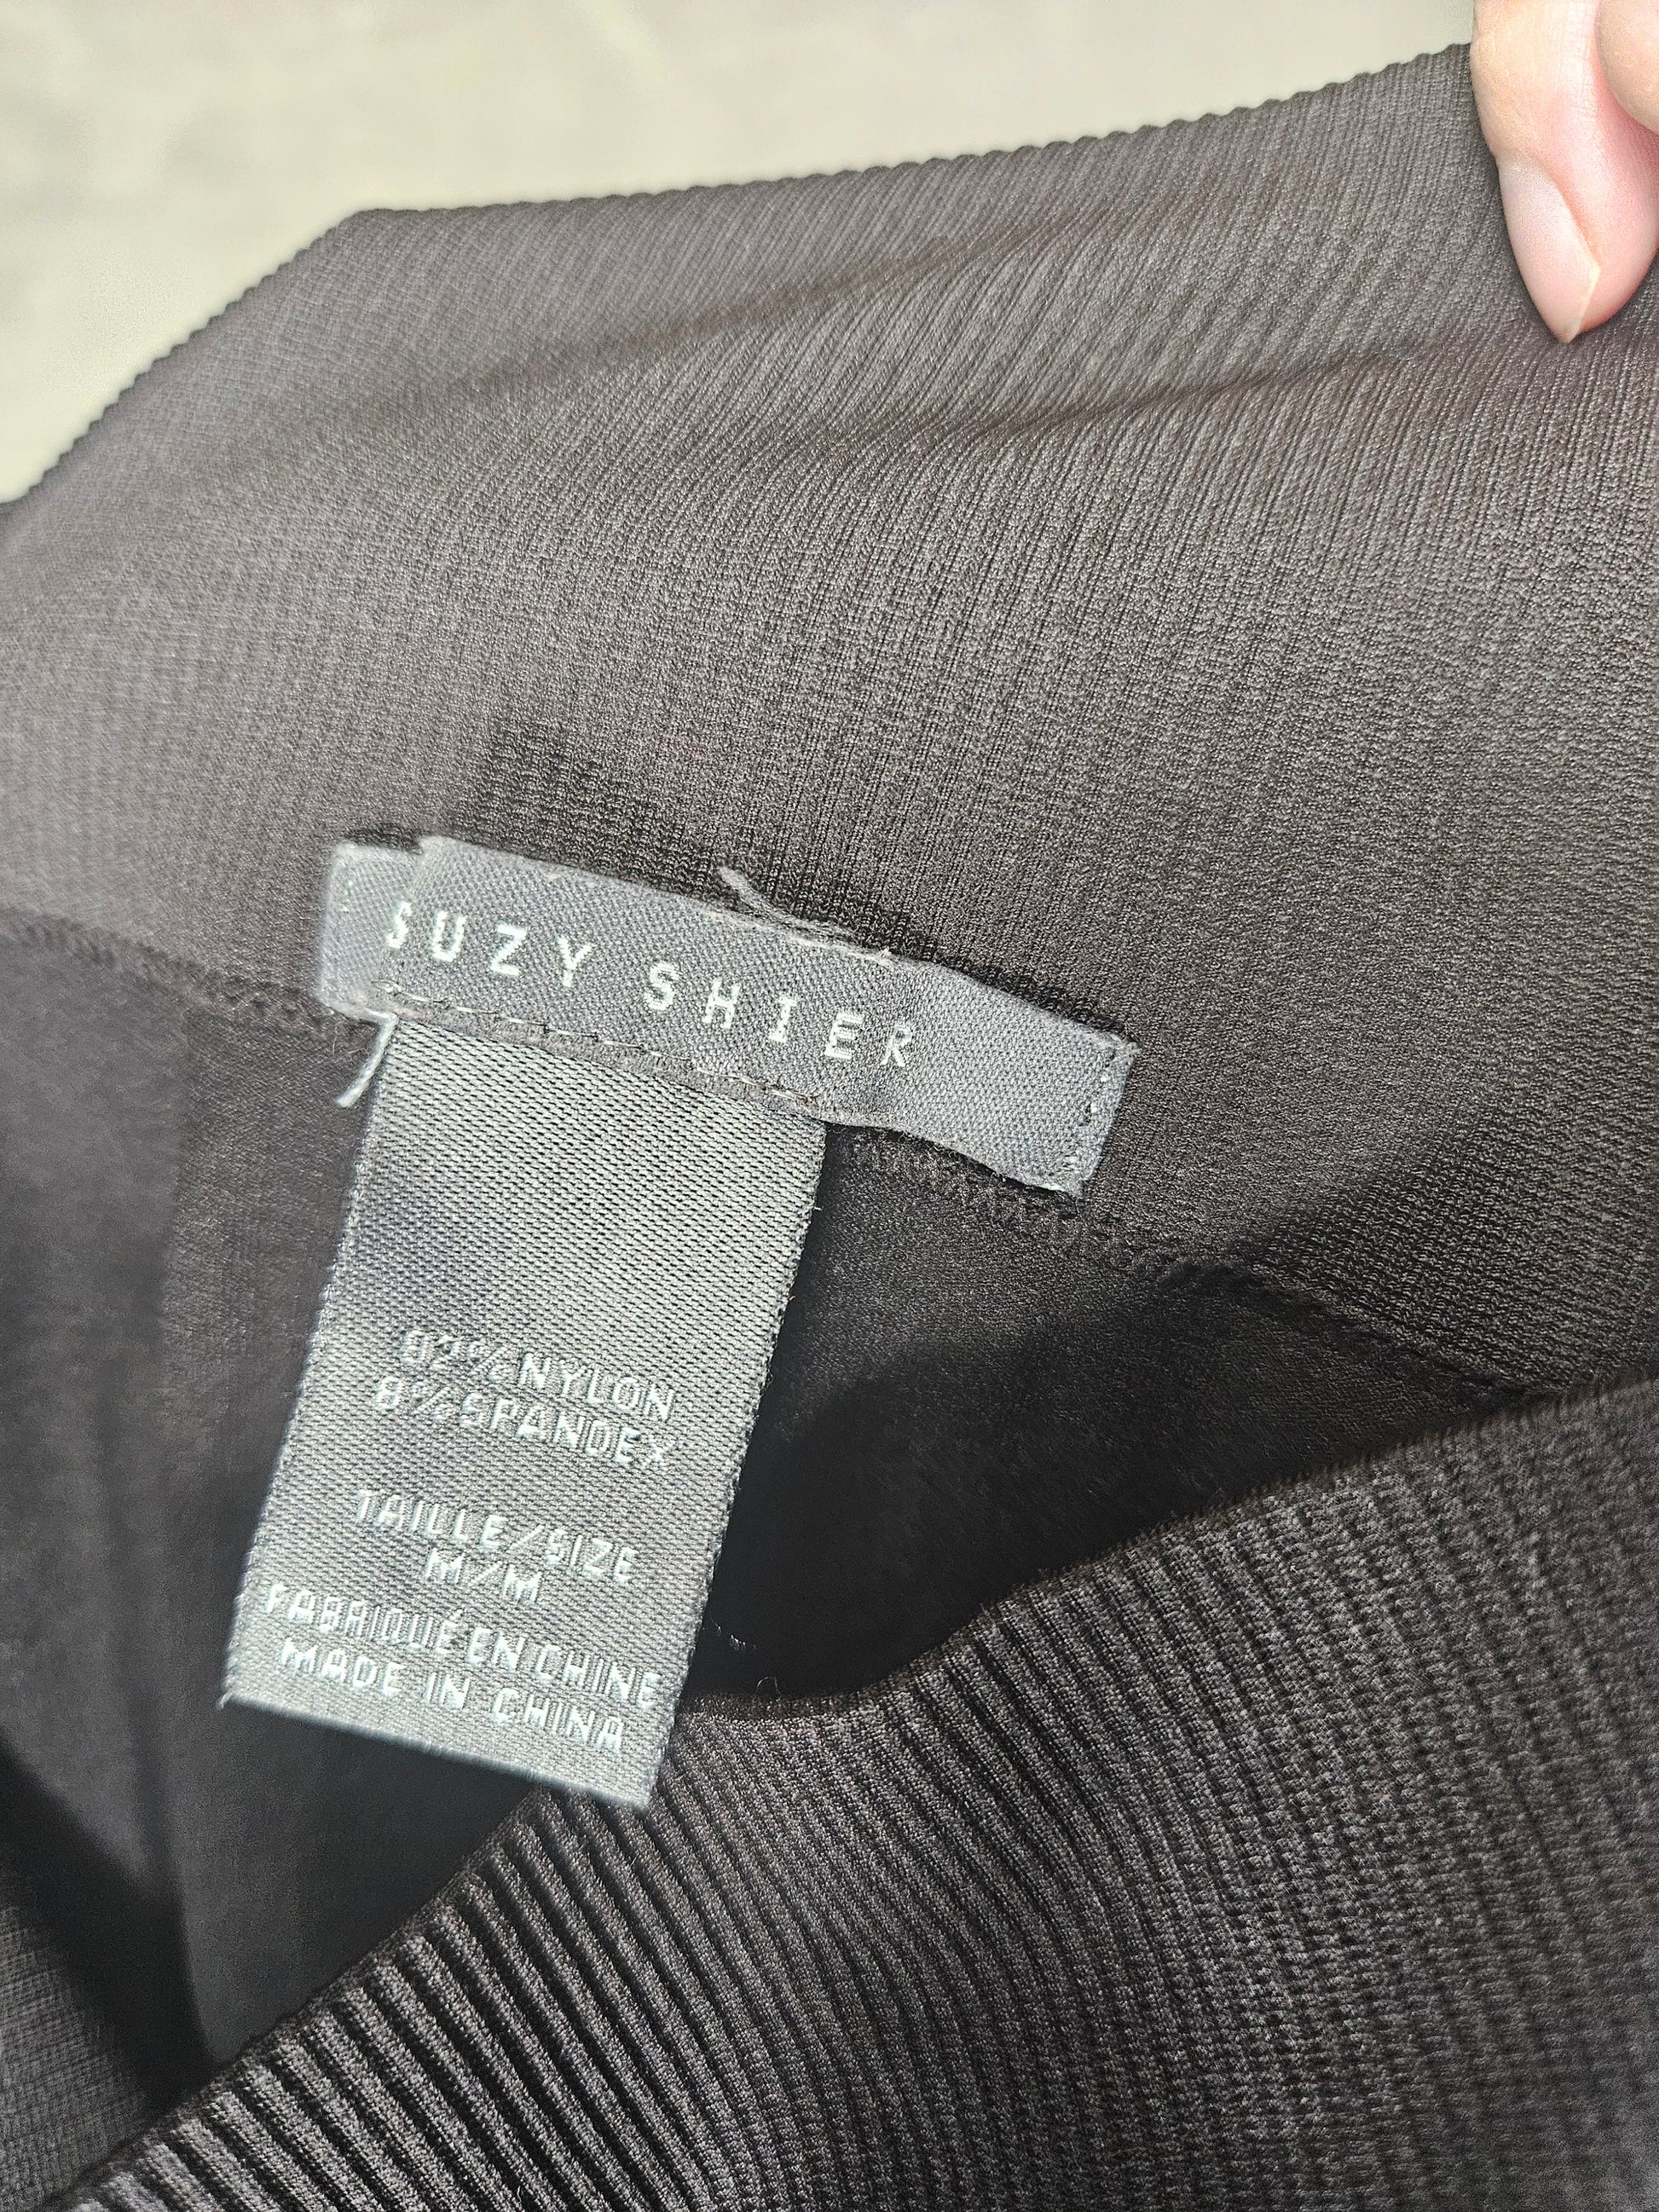 SUZY SHIER
92%NYLON
8%SPANDEX
TAILLE/SIZE
M/M
FABRIQUÉ EN CHINE
MADE IN CHINA